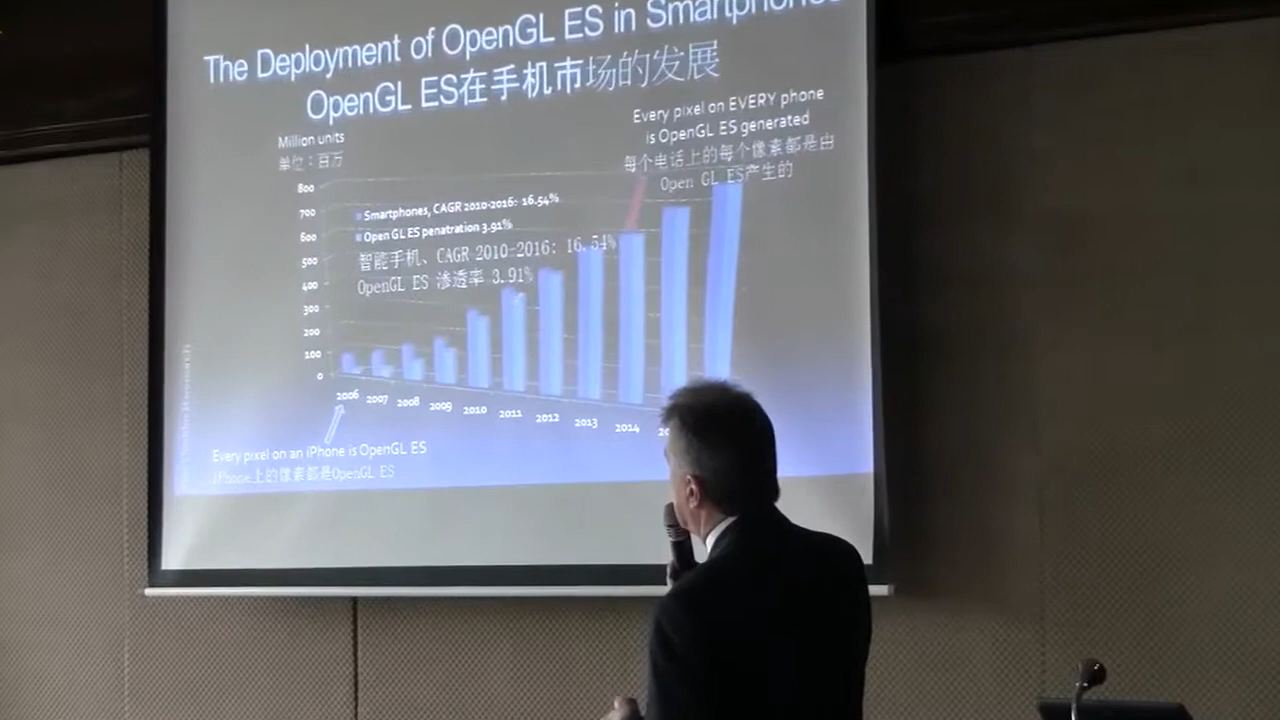 The Deployment of OpenGL ES in Smartphones
OpenGL ES在手机市场的发展
Every pixel on EVERY phone
is OpenGL ES generated
每个电话上的每个像素都是由
Open GL ES产生的
Million units
单位：百万
800
700
600
500
400
300
200
100
0
Smartphones, CAGR 2010-2016: 16.54%
Open GL ES penatration 3.91%
智能手机、CAGR 2010-2016: 16.54%
OpenGL ES 渗透率 3.91%
2006 2007 2008 2009 2010 2011 2012 2013 2014
Every pixel on an iPhone is OpenGL ES
iPhone上的像素都是OpenGL ES